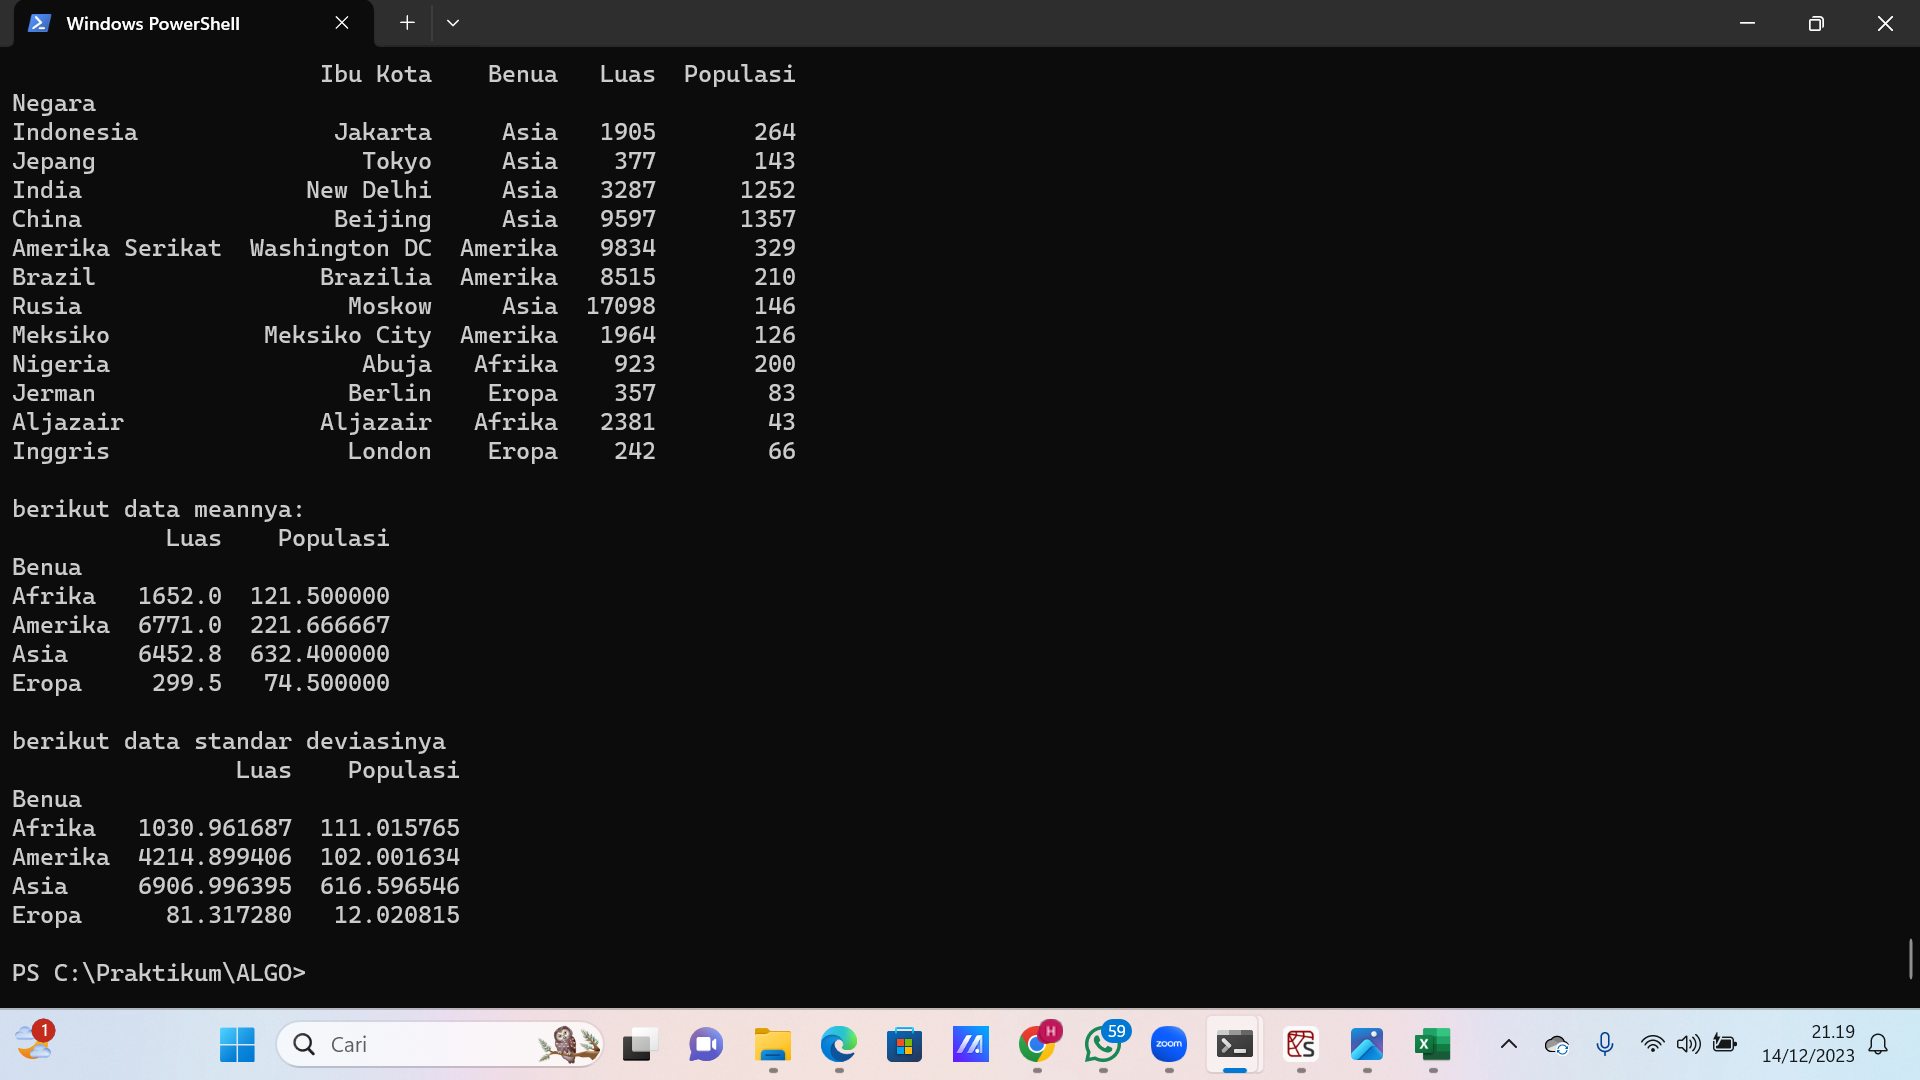 Windows PowerShell
Ibu Kota Benua Luas Populasi
Negara
Indonesia Jakarta Asia 1905 264
Jepang Tokyo Asia 377 143
India New Delhi Asia 3287 1252
China Beijing Asia 9597 1357
Amerika Serikat Washington DC Amerika 9834 329
Brazil Brazilia Amerika 8515 210
Rusia Moskow Asia 17098 146
Meksiko Meksiko City Amerika 1964 126
Nigeria Abuja Afrika 923 200
Jerman Berlin Eropa 357 83
Aljazair Aljazair Afrika 2381 43
Inggris London Eropa 242 66
berikut data meannya:
Luas Populasi
Benua
Afrika 1652.0 121.500000
Amerika 6771.0 221.666667
Asia 6452.8 632.400000
Eropa 299.5 74.500000
berikut data standar deviasinya
Luas Populasi
Benua
Afrika 1030.961687 111.015765
Amerika 4214.899406 102.001634
Asia 6906.996395 616.596546
Eropa 81.317280 12.020815
PS C:\Praktikum\ALGO>
1
Cari
H
59
zoom
S
X
21.19
14/12/2023